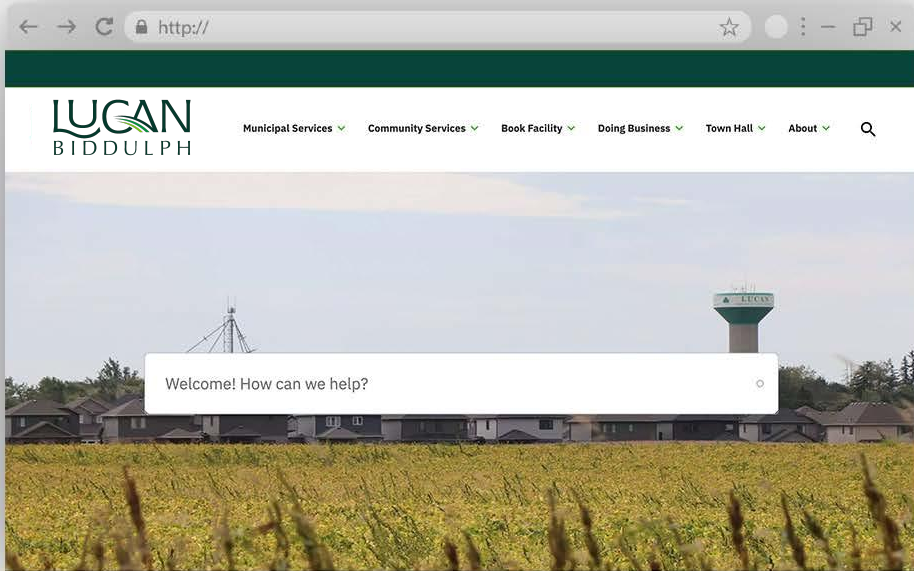 http://
LUCAN
BIDDULPH
Municipal Services
Community Services
Book Facility
Doing Business
Town Hall
About
LUCAN
Welcome! How can we help?